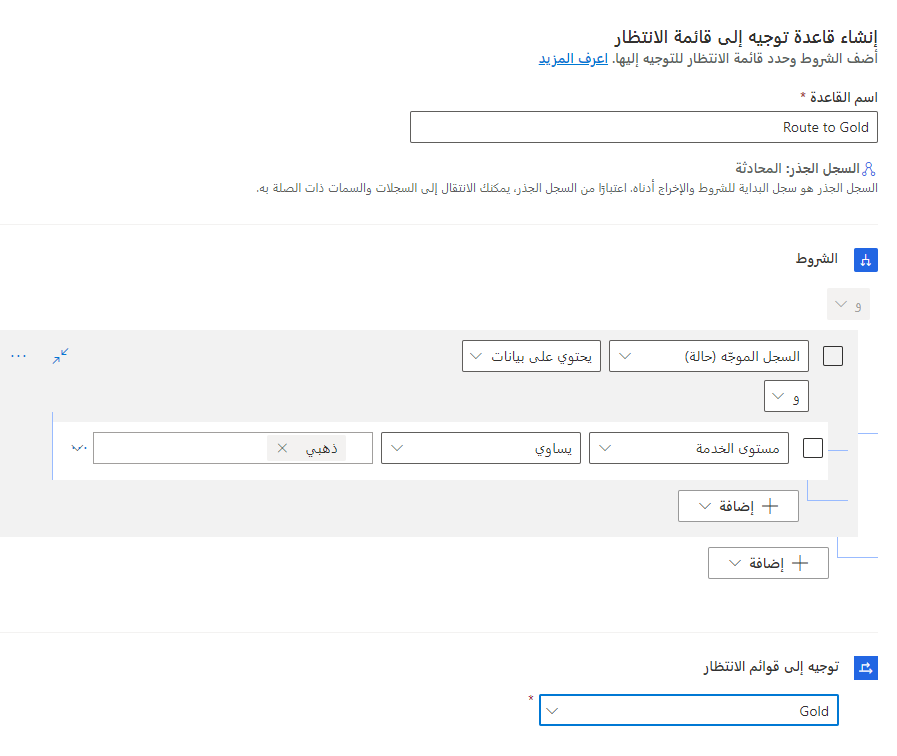 إنشاء قاعدة توجيه إلى قائمة الانتظار
أضف الشروط وحدد قائمة الانتظار للتوجيه إليها. اعرف المزيد
اسم القاعدة *
Route to Gold
السجل الجذر: المحادثة
السجل الجذر هو سجل البداية للشروط والإخراج أدناه. اعتبارًا من السجل الجذر، يمكنك الانتقال إلى السجلات والسمات ذات الصلة به.
الشروط
و
السجل الموجّه (حالة) يحتوي على بيانات
و
مستوى الخدمة يساوي ذهبي
إضافة
إضافة
توجيه إلى قوائم الانتظار
Gold *